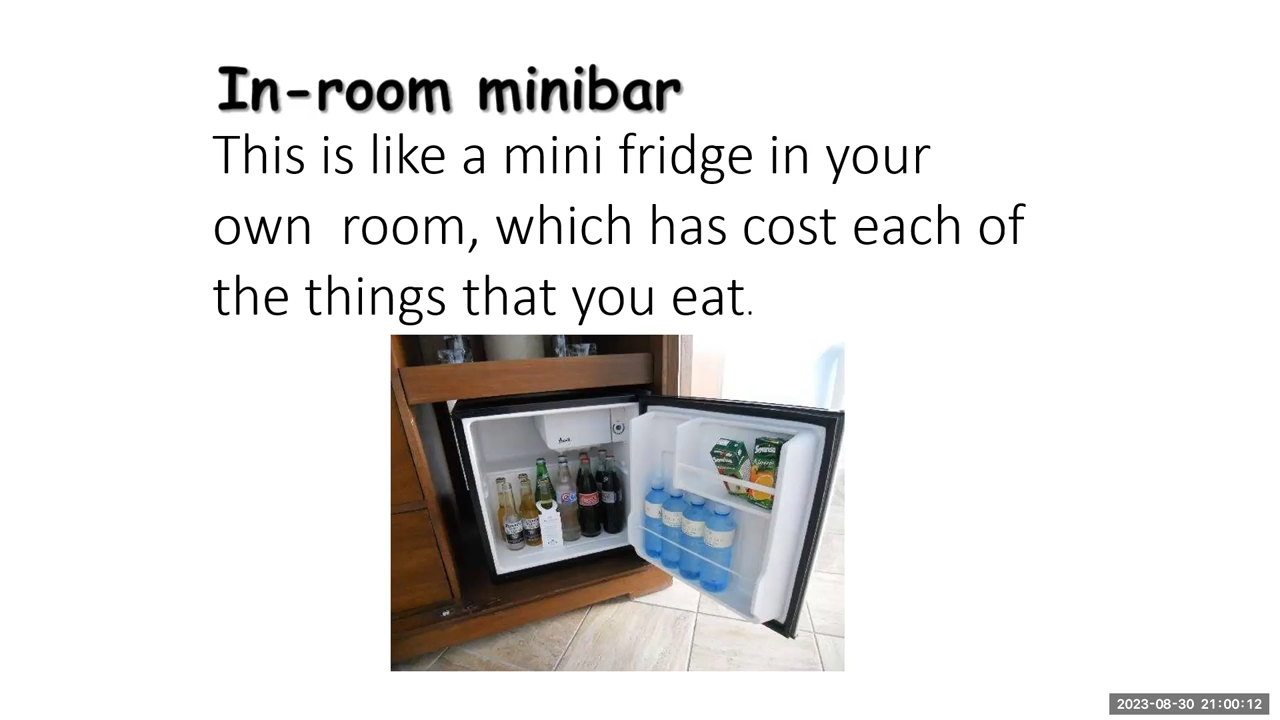 In-room minibar
This is like a mini fridge in your
own  room, which has cost each of
the things that you eat.
2023-08-30 21:00:12